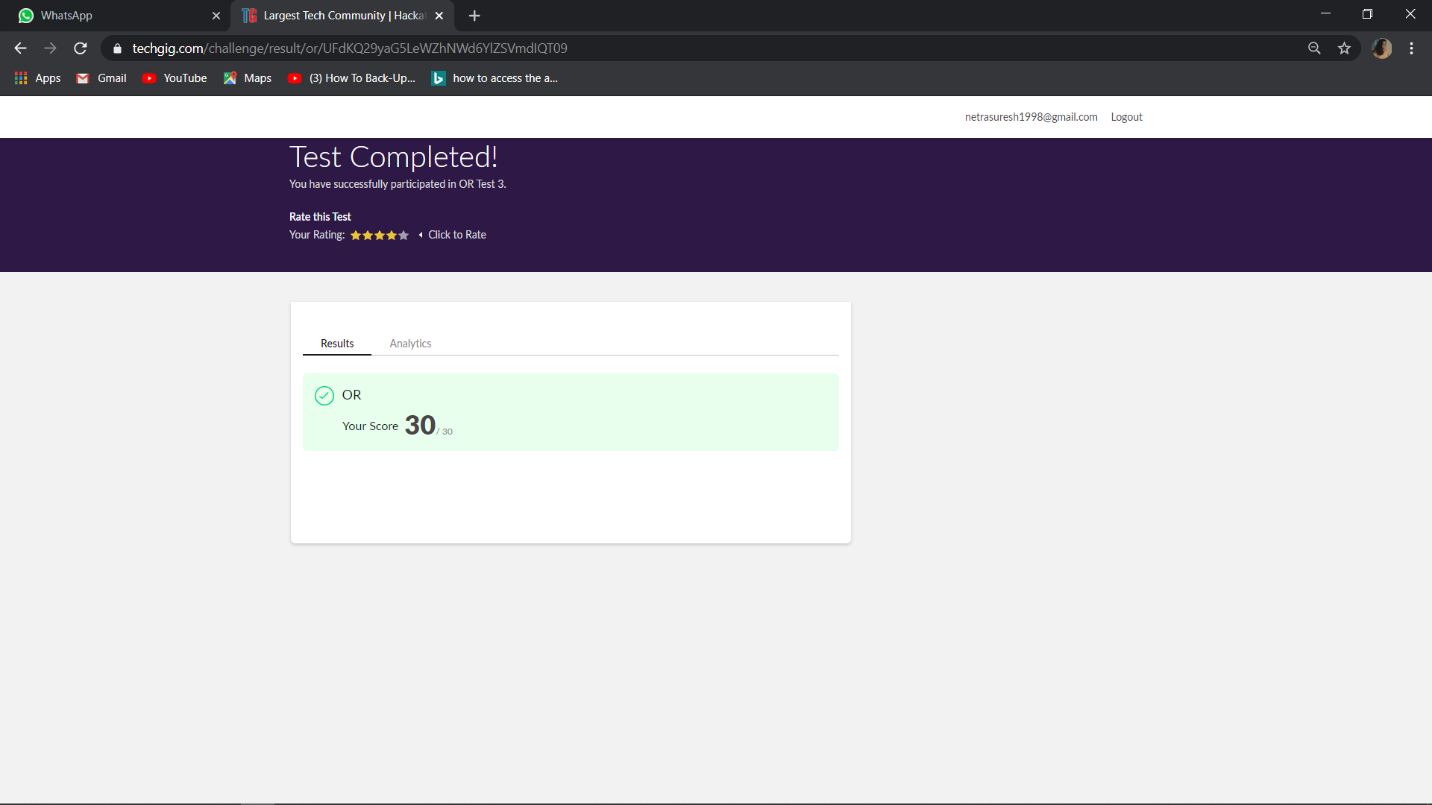 WhatsApp
Largest Tech Community | Hacka
techgig.com/challenge/result/or/UFdKQ29yaG5LeWZhNWd6YlZSVmdIQT09
Apps Gmail YouTube Maps (3) How To Back-Up... how to access the a...
netrasuresh1998@gmail.com Logout
Test Completed!
You have successfully participated in OR Test 3.
Rate this Test
Your Rating: Click to Rate
Results Analytics
OR
Your Score 30 / 30